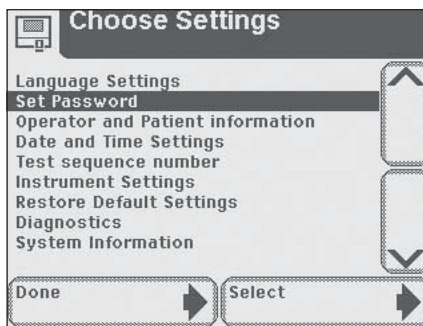 Choose Settings
Language Settings
Set Password
Operator and Patient information
Date and Time Settings
Test sequence number
Instrument Settings
Restore Default Settings
Diagnostics
System Information
Done
Select